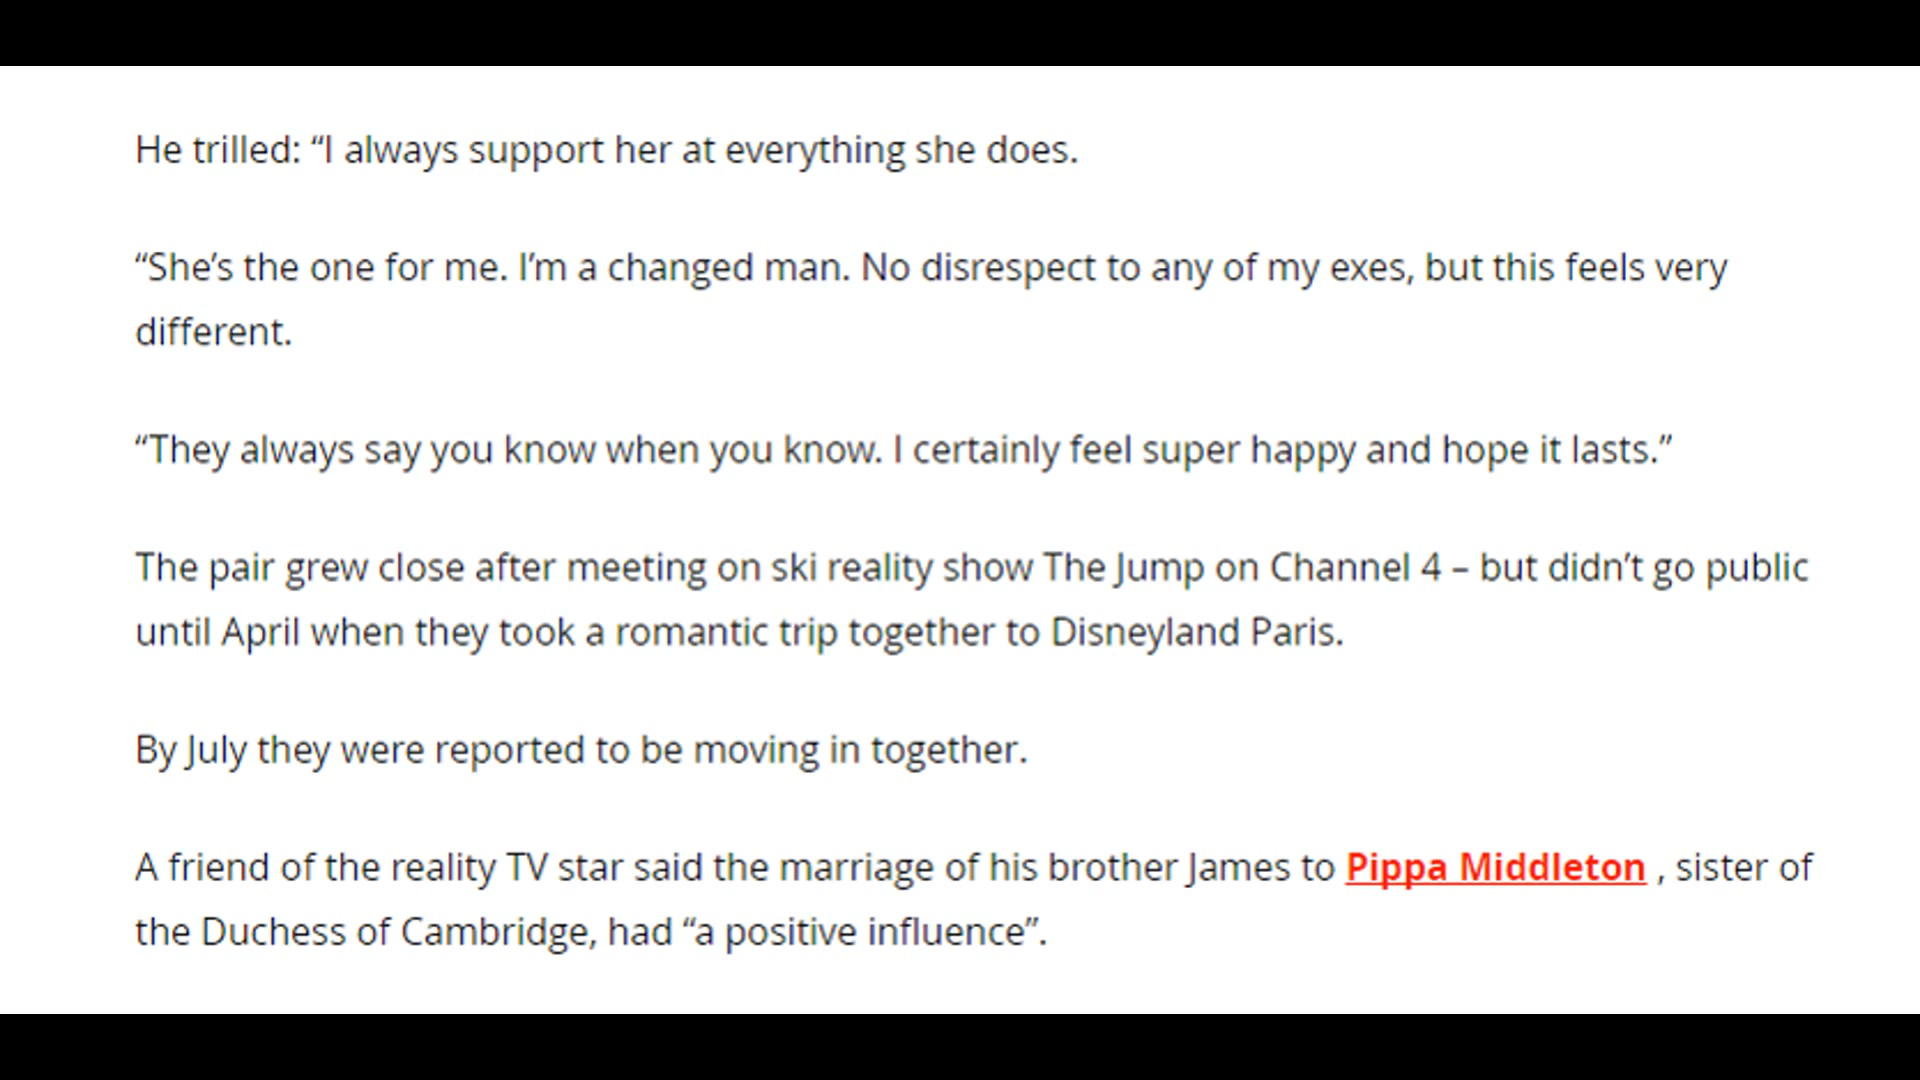 He trilled: “I always support her at everything she does.
“She’s the one for me. I’m a changed man. No disrespect to any of my exes, but this feels very
different.
“They always say you know when you know. I certainly feel super happy and hope it lasts.”
The pair grew close after meeting on ski reality show The Jump on Channel 4 – but didn’t go public
until April when they took a romantic trip together to Disneyland Paris.
By July they were reported to be moving in together.
A friend of the reality TV star said the marriage of his brother James to Pippa Middleton , sister of
the Duchess of Cambridge, had “a positive influence”.